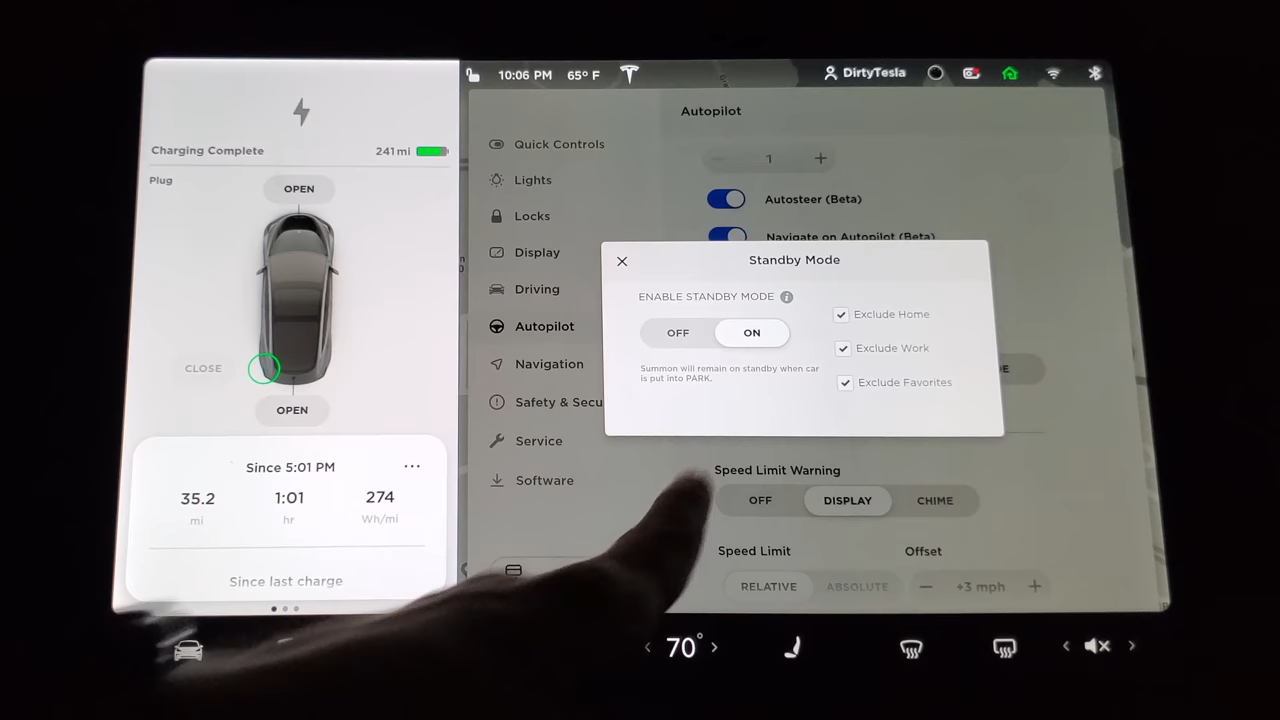 10:06 PM 65° F
DirtyTesla
Charging Complete
241 mi
Plug
OPEN
CLOSE
OPEN
Since 5:01 PM
35.2 1:01 274
mi hr Wh/mi
Since last charge
Quick Controls
Lights
Locks
Display
Driving
Autopilot
Navigation
Safety & Secu
Service
Software
Autopilot
1
Autosteer (Beta)
Navigate on Autopilot (Beta)
Standby Mode
ENABLE STANDBY MODE
OFF ON
Summon will remain on standby when car
is put into PARK.
Exclude Home
Exclude Work
Exclude Favorites
Speed Limit Warning
OFF DISPLAY CHIME
Speed Limit Offset
RELATIVE ABSOLUTE +3 mph
70°